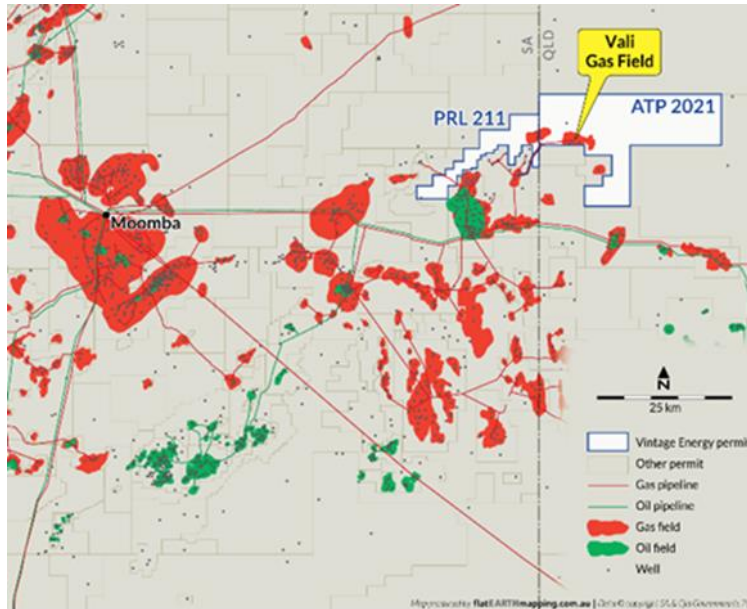 SA
QLD
Vali
Gas Field
PRL 211
ATP 2021
Moomba
N
25 km
Vintage Energy permit
Other permit
Gas pipeline
Oil pipeline
Gas field
Oil field
Well
flatEARTHmapping.com.au